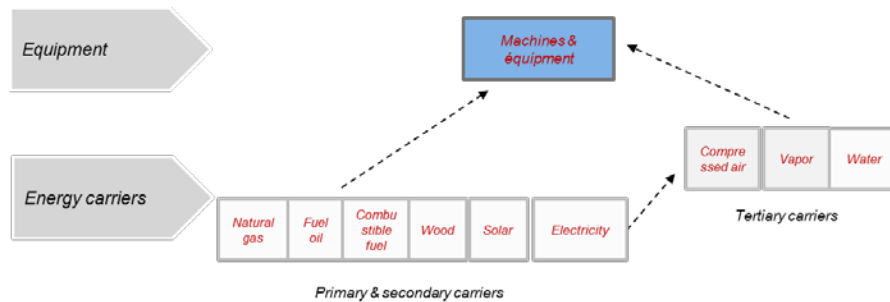 Equipment
Machines &
équipment
Energy carriers
Compre
ssed air
Vapor
Water
Tertiary carriers
Natural
gas
Fuel
oil
Combu
stible
fuel
Wood
Solar
Electricity
Primary & secondary carriers